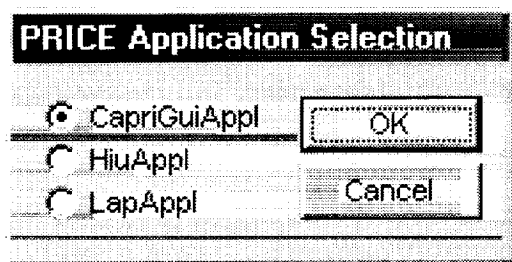 PRICE Application Selection
CapriGuiAppl
OK
HiuAppl
LapAppl
Cancel